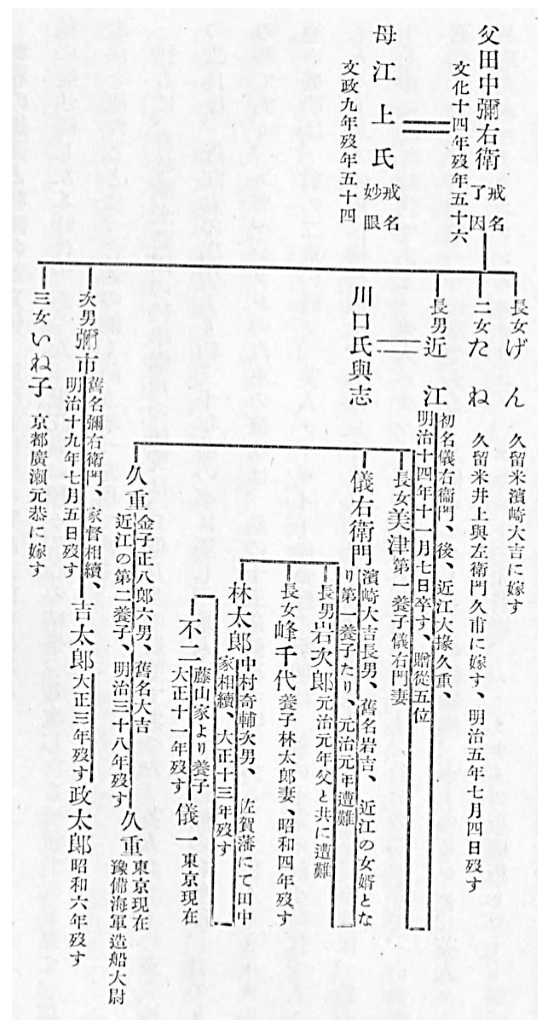 父田中彌右衛
戒名
了因
文化十四年歿年五十六
母江上氏
戒名
妙眼
文政九年歿年五十四
長女げん
久留米濱崎大吉に嫁す
二女たね
久留米井上與左衛門久甫に嫁す、明治五年七月四日歿す
長男近江
初名儀右衞門、後、近江大掾久重、
明治十四年十一月七日卒す、贈從五位
川口氏與志
長女美津
第一養子儀右門妻
儀右衛門
濱崎大吉長男、舊名岩吉、近江の女婿とな
り第一養子たり、元治元年遭難
長男岩次郎
元治元年父と共に遭難
長女峰千代
養子林太郎妻、昭和四年歿す
林太郎
中村奇輔次男、佐賀藩にて田中
家相續、大正十三年歿す
不二
藤山家より養子
大正十一年歿す
儀一
東京現在
久重
金子正八郎六男、舊名大吉
近江の第二養子、明治三十八年歿す
久重
東京現在
豫備海軍造船大尉
次男彌市
舊名彌右衛門、家督相續、
明治十九年七月五日歿す
吉太郎
大正三年歿す
政太郎
昭和六年歿す
三女いね子
京都廣瀬元恭に嫁す